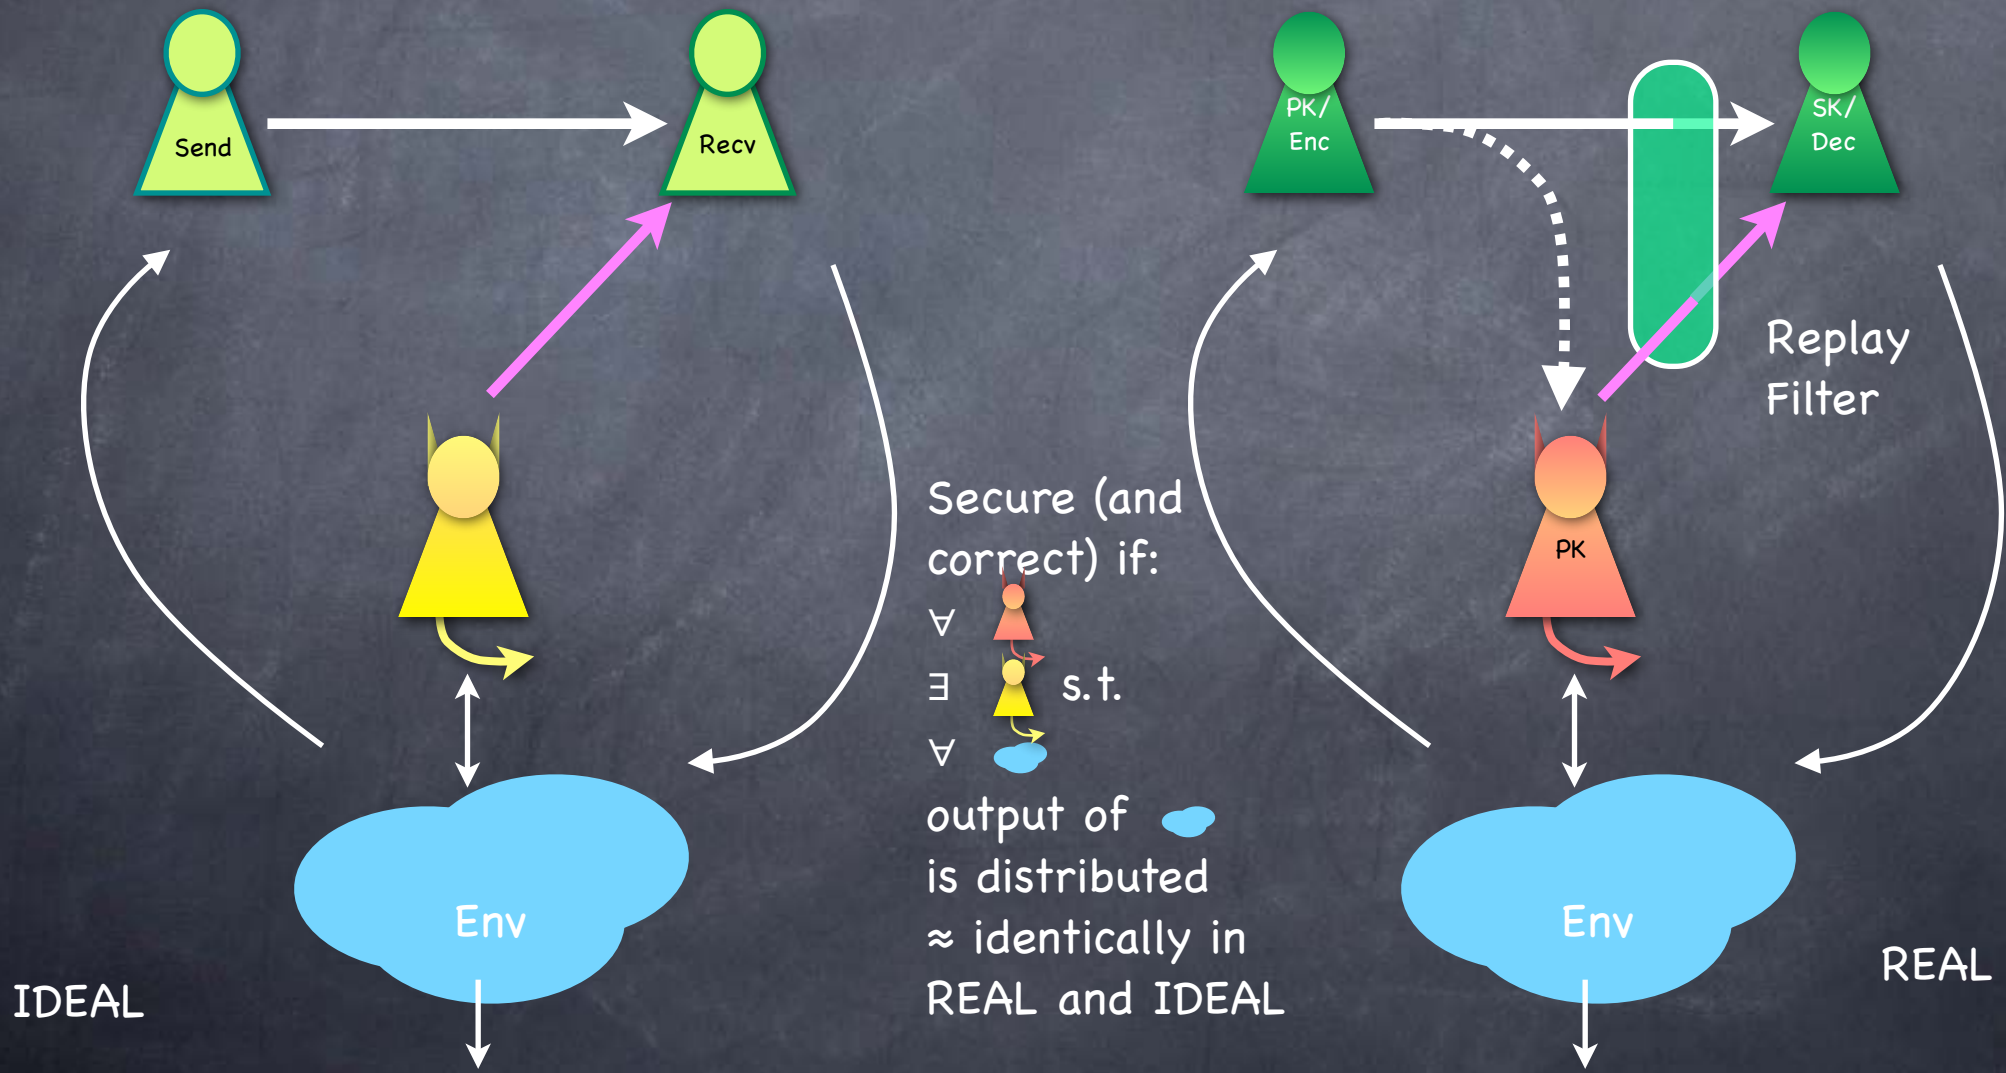 Send
Recv
Env
IDEAL
Secure (and
correct) if:
∀
∃ s.t.
∀
output of
is distributed
≈ identically in
REAL and IDEAL
PK/
Enc
SK/
Dec
Replay
Filter
PK
Env
REAL